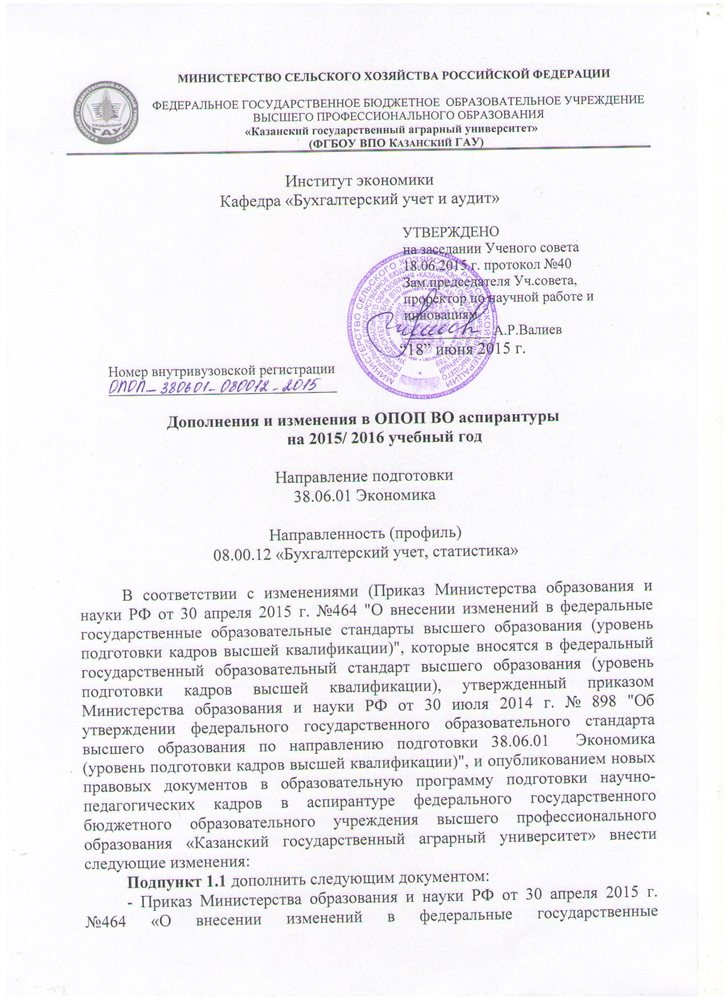 МИНИСТЕРСТВО СЕЛЬСКОГО ХОЗЯЙСТВА РОССИЙСКОЙ ФЕДЕРАЦИИ
ФЕДЕРАЛЬНОЕ ГОСУДАРСТВЕННОЕ БЮДЖЕТНОЕ ОБРАЗОВАТЕЛЬНОЕ УЧРЕЖДЕНИЕ
ВЫСШЕГО ПРОФЕССИОНАЛЬНОГО ОБРАЗОВАНИЯ
«Казанский государственный аграрный университет»
(ФГБОУ ВПО КАЗАНСКИЙ ГАУ)
КАЗАНСКИЙ
ГАУ
Институт экономики
Кафедра «Бухгалтерский учет и аудит»
УТВЕРЖДЕНО
на заседании Ученого совета
18.06.2015 г. протокол №40
Зам.председателя Уч.совета,
проректор по научной работе и
инновациям
А.Р.Валиев
“18” июня 2015 г.
Номер внутривузовской регистрации
ОПОП - 380601 - 080012 - 2015
Дополнения и изменения в ОПОП ВО аспирантуры
на 2015/ 2016 учебный год
Направление подготовки
38.06.01 Экономика
Направленность (профиль)
08.00.12 «Бухгалтерский учет, статистика»
В соответствии с изменениями (Приказ Министерства образования и
науки РФ от 30 апреля 2015 г. №464 "О внесении изменений в федеральные
государственные образовательные стандарты высшего образования (уровень
подготовки кадров высшей квалификации)", которые вносятся в федеральный
государственный образовательный стандарт высшего образования (уровень
подготовки кадров высшей квалификации), утвержденный приказом
Министерства образования и науки РФ от 30 июля 2014 г. № 898 "Об
утверждении федерального государственного образовательного стандарта
высшего образования по направлению подготовки 38.06.01 Экономика
(уровень подготовки кадров высшей квалификации)", и опубликованием новых
правовых документов в образовательную программу подготовки научно-
педагогических кадров в аспирантуре федерального государственного
бюджетного образовательного учреждения высшего профессионального
образования «Казанский государственный аграрный университет» внести
следующие изменения:
Подпункт 1.1 дополнить следующим документом:
- Приказ Министерства образования и науки РФ от 30 апреля 2015 г.
№464 «О внесении изменений в федеральные государственные